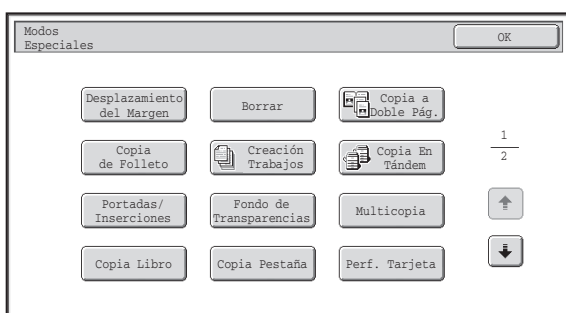 Modos
Especiales
OK
Desplazamiento
del Margen
Borrar
Copia a
Doble Pág.
Copia
de Folleto
Creación
Trabajos
Copia En
Tándem
1
2
Portadas/
Inserciones
Fondo de
Transparencias
Multicopia
Copia Libro
Copia Pestaña
Perf. Tarjeta